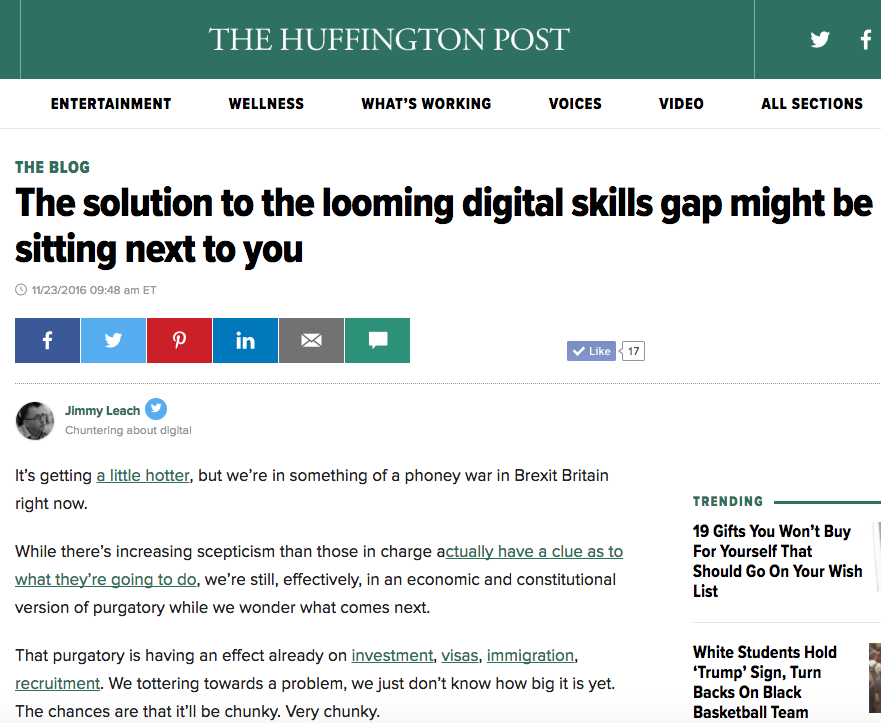 THE HUFFINGTON POST
ENTERTAINMENT WELLNESS WHAT'S WORKING VOICES VIDEO ALL SECTIONS
THE BLOG
The solution to the looming digital skills gap might be
sitting next to you
11/23/2016 09:48 am ET
Like 17
Jimmy Leach
Chuntering about digital
It's getting a little hotter, but we're in something of a phoney war in Brexit Britain
right now.
While there's increasing scepticism than those in charge actually have a clue as to
what they're going to do, we're still, effectively, in an economic and constitutional
version of purgatory while we wonder what comes next.
That purgatory is having an effect already on investment, visas, immigration,
recruitment. We tottering towards a problem, we just don't know how big it is yet.
The chances are that it'll be chunky. Very chunky.
TRENDING
19 Gifts You Won't Buy
For Yourself That
Should Go On Your Wish
List
White Students Hold
'Trump' Sign, Turn
Backs On Black
Basketball Team